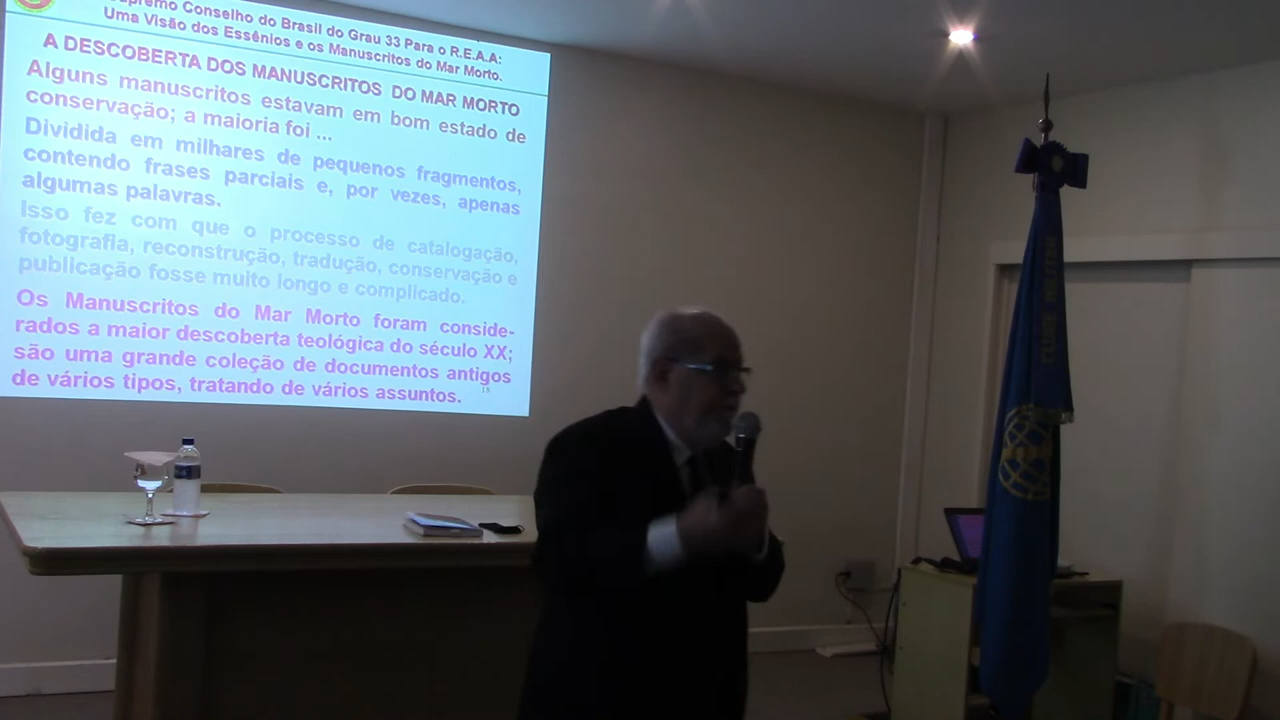 Supremo Conselho do Brasil do Grau 33 Para o R.E.A.A:
Uma Visão dos Essênios e os Manuscritos do Mar Morto.
A DESCOBERTA DOS MANUSCRITOS DO MAR MORTO
Alguns manuscritos estavam em bom estado de
conservação; a maioria foi ...
Dividida em milhares de pequenos fragmentos,
contendo frases parciais e, por vezes, apenas
algumas palavras.
Isso fez com que o processo de catalogação,
fotografia, reconstrução, tradução, conservação e
publicação fosse muito longo e complicado.
Os Manuscritos do Mar Morto foram conside-
rados a maior descoberta teológica do século XX;
são uma grande coleção de documentos antigos
de vários tipos, tratando de vários assuntos.
18